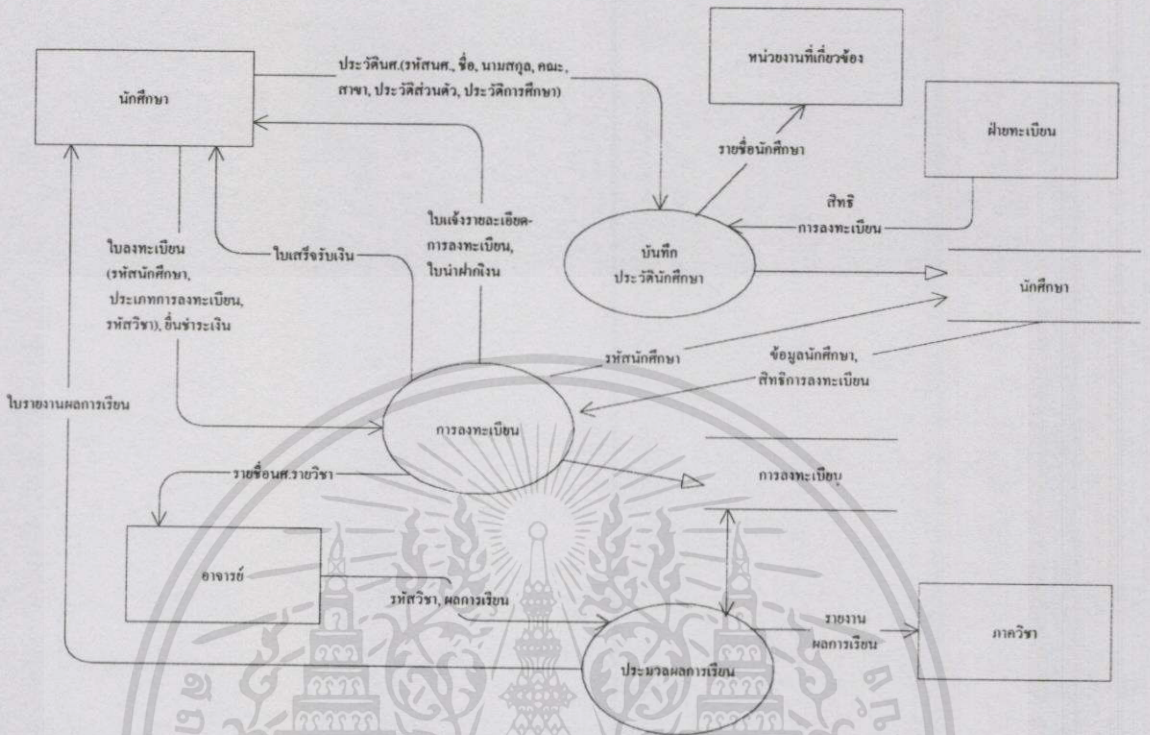 หน่วยงานที่เกี่ยวข้อง
ประวัตินศ.(รหัสนศ., ชื่อ, นามสกุล, คณะ,
สาขา, ประวัติส่วนตัว, ประวัติการศึกษา)
นักศึกษา
ฝ่ายทะเบียน
รายชื่อนักศึกษา
สิทธิ
การลงทะเบียน
ใบแจ้งรายละเอียด-
การลงทะเบียน,
ใบนำฝากเงิน
บันทึก
ประวัตินักศึกษา
ใบลงทะเบียน
(รหัสนักศึกษา,
ประเภทการลงทะเบียน,
รหัสวิชา), ยื่นชำระเงิน
ใบเสร็จรับเงิน
นักศึกษา
รหัสนักศึกษา
ข้อมูลนักศึกษา,
สิทธิการลงทะเบียน
ใบรายงานผลการเรียน
การลงทะเบียน
รายชื่อนศ.รายวิชา
การลงทะเบียน
อาจารย์
รหัสวิชา, ผลการเรียน
รายงาน
ผลการเรียน
ภาควิชา
ประมวลผลการเรียน